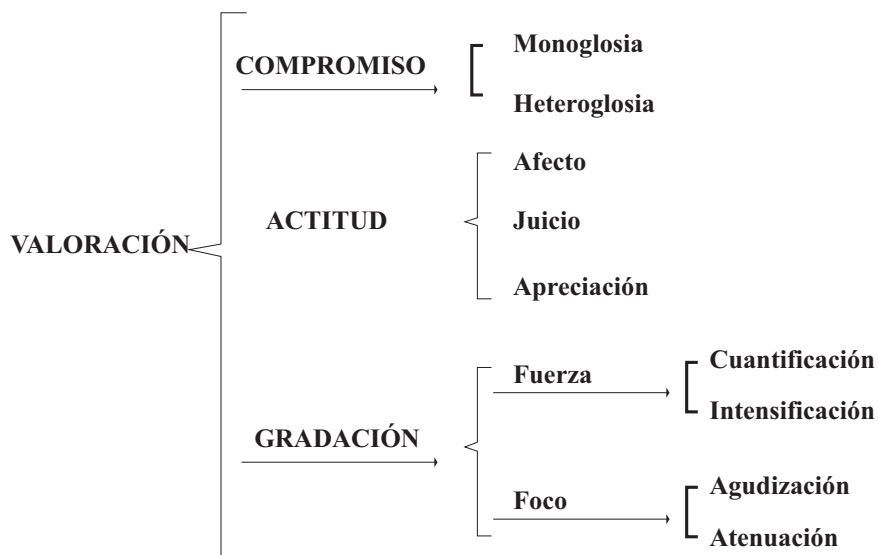 COMPROMISO
Monoglosia
Heteroglosia
VALORACIÓN
ACTITUD
Afecto
Juicio
Apreciación
GRADACIÓN
Fuerza
Cuantificación
Intensificación
Foco
Agudización
Atenuación